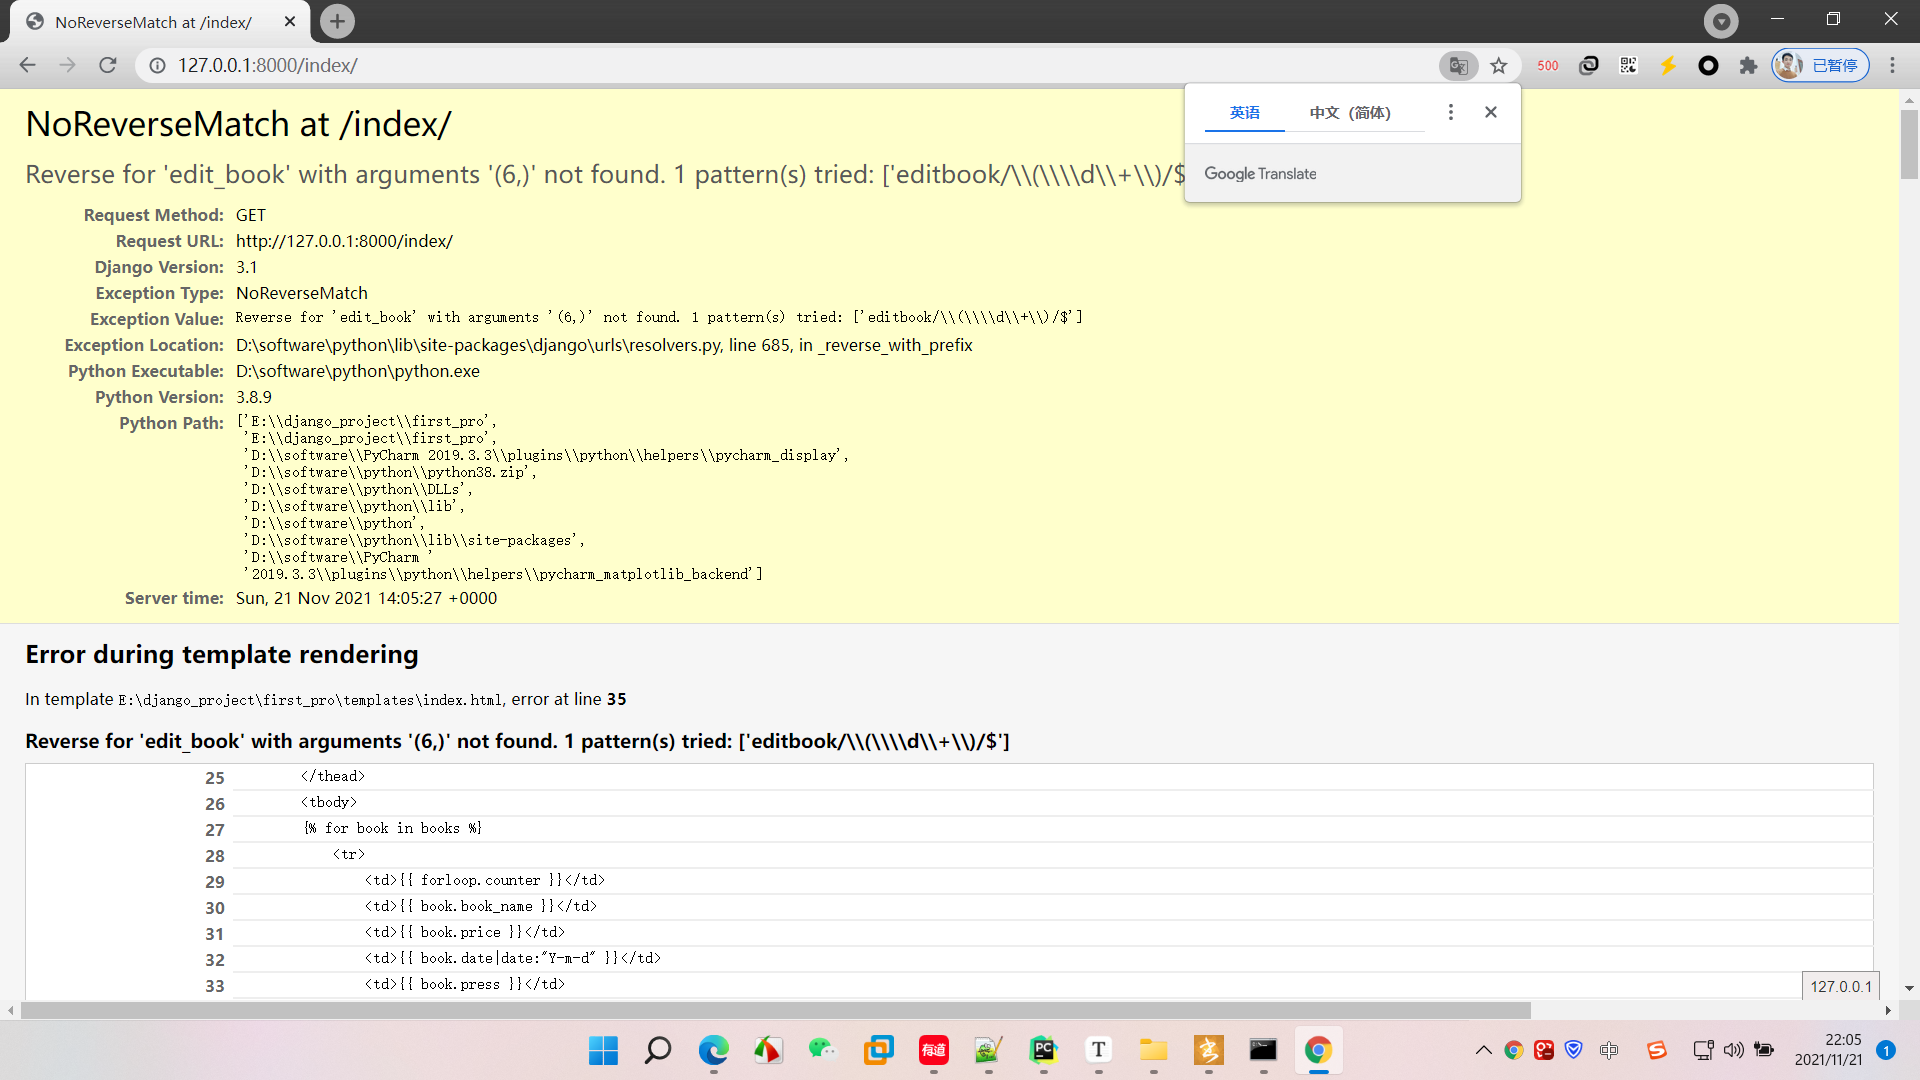 NoReverseMatch at /index/
127.0.0.1:8000/index/
500
已暂停
英语
中文（简体）
Google Translate
NoReverseMatch at /index/
Reverse for 'edit_book' with arguments '(6,)' not found. 1 pattern(s) tried: ['editbook/\\(\\\\d\\+\\)/$
Request Method: GET
Request URL: http://127.0.0.1:8000/index/
Django Version: 3.1
Exception Type: NoReverseMatch
Exception Value: Reverse for 'edit_book' with arguments '(6,)' not found. 1 pattern(s) tried: ['editbook/\\(\\\\d\\+\\)/$']
Exception Location: D:\software\python\lib\site-packages\django\urls\resolvers.py, line 685, in _reverse_with_prefix
Python Executable: D:\software\python\python.exe
Python Version: 3.8.9
Python Path: ['E:\\django_project\\first_pro',
'E:\\django_project\\first_pro',
'D:\\software\\PyCharm 2019.3.3\\plugins\\python\\helpers\\pycharm_display',
'D:\\software\\python\\python38.zip',
'D:\\software\\python\\DLLs',
'D:\\software\\python\\lib',
'D:\\software\\python',
'D:\\software\\python\\lib\\site-packages',
'D:\\software\\PyCharm '
'2019.3.3\\plugins\\python\\helpers\\pycharm_matplotlib_backend']
Server time: Sun, 21 Nov 2021 14:05:27 +0000
Error during template rendering
In template E:\django_project\first_pro\templates\index.html, error at line 35
Reverse for 'edit_book' with arguments '(6,)' not found. 1 pattern(s) tried: ['editbook/\\(\\\\d\\+\\)/$']
25 </thead>
26 <tbody>
27 {% for book in books %}
28 <tr>
29 <td>{{ forloop.counter }}</td>
30 <td>{{ book.book_name }}</td>
31 <td>{{ book.price }}</td>
32 <td>{{ book.date|date:"Y-m-d" }}</td>
33 <td>{{ book.press }}</td>
127.0.0.1
有道
PC
T
中
22:05
2021/11/21
1